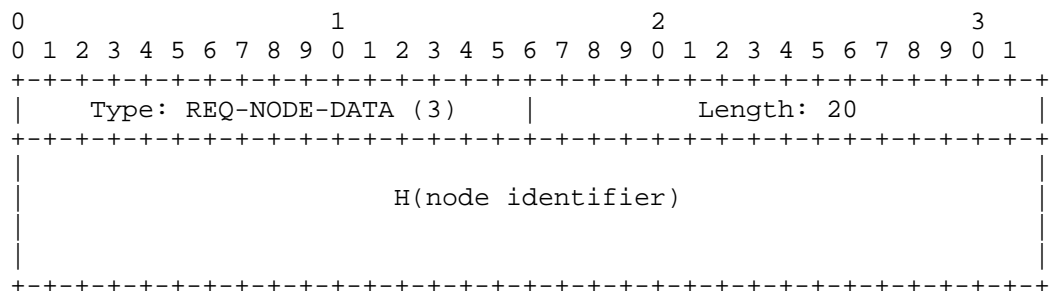 0                   1                   2                   3
0 1 2 3 4 5 6 7 8 9 0 1 2 3 4 5 6 7 8 9 0 1 2 3 4 5 6 7 8 9 0 1
+-+-+-+-+-+-+-+-+-+-+-+-+-+-+-+-+-+-+-+-+-+-+-+-+-+-+-+-+-+-+-+-+
|    Type: REQ-NODE-DATA (3)    |          Length: 20           |
+-+-+-+-+-+-+-+-+-+-+-+-+-+-+-+-+-+-+-+-+-+-+-+-+-+-+-+-+-+-+-+-+
|                                                               |
|                       H(node identifier)                      |
|                                                               |
|                                                               |
+-+-+-+-+-+-+-+-+-+-+-+-+-+-+-+-+-+-+-+-+-+-+-+-+-+-+-+-+-+-+-+-+